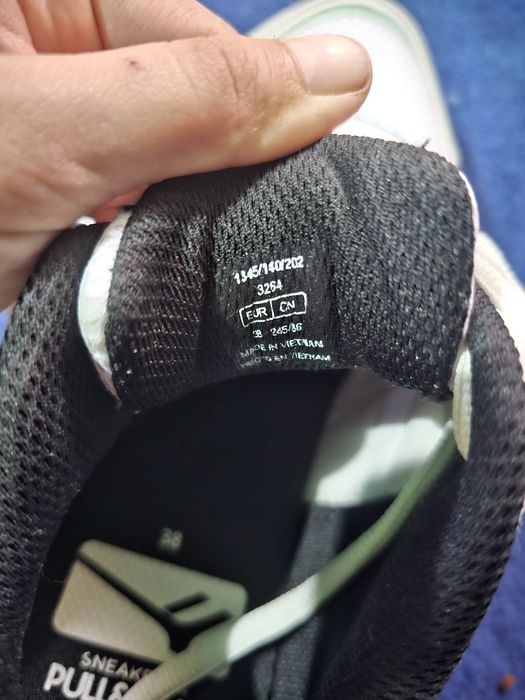 1345/140/202
3264
EUR CN
38 245/86
MADE IN VIETNAM
HECHO EN VIETNAM
38
PULL&